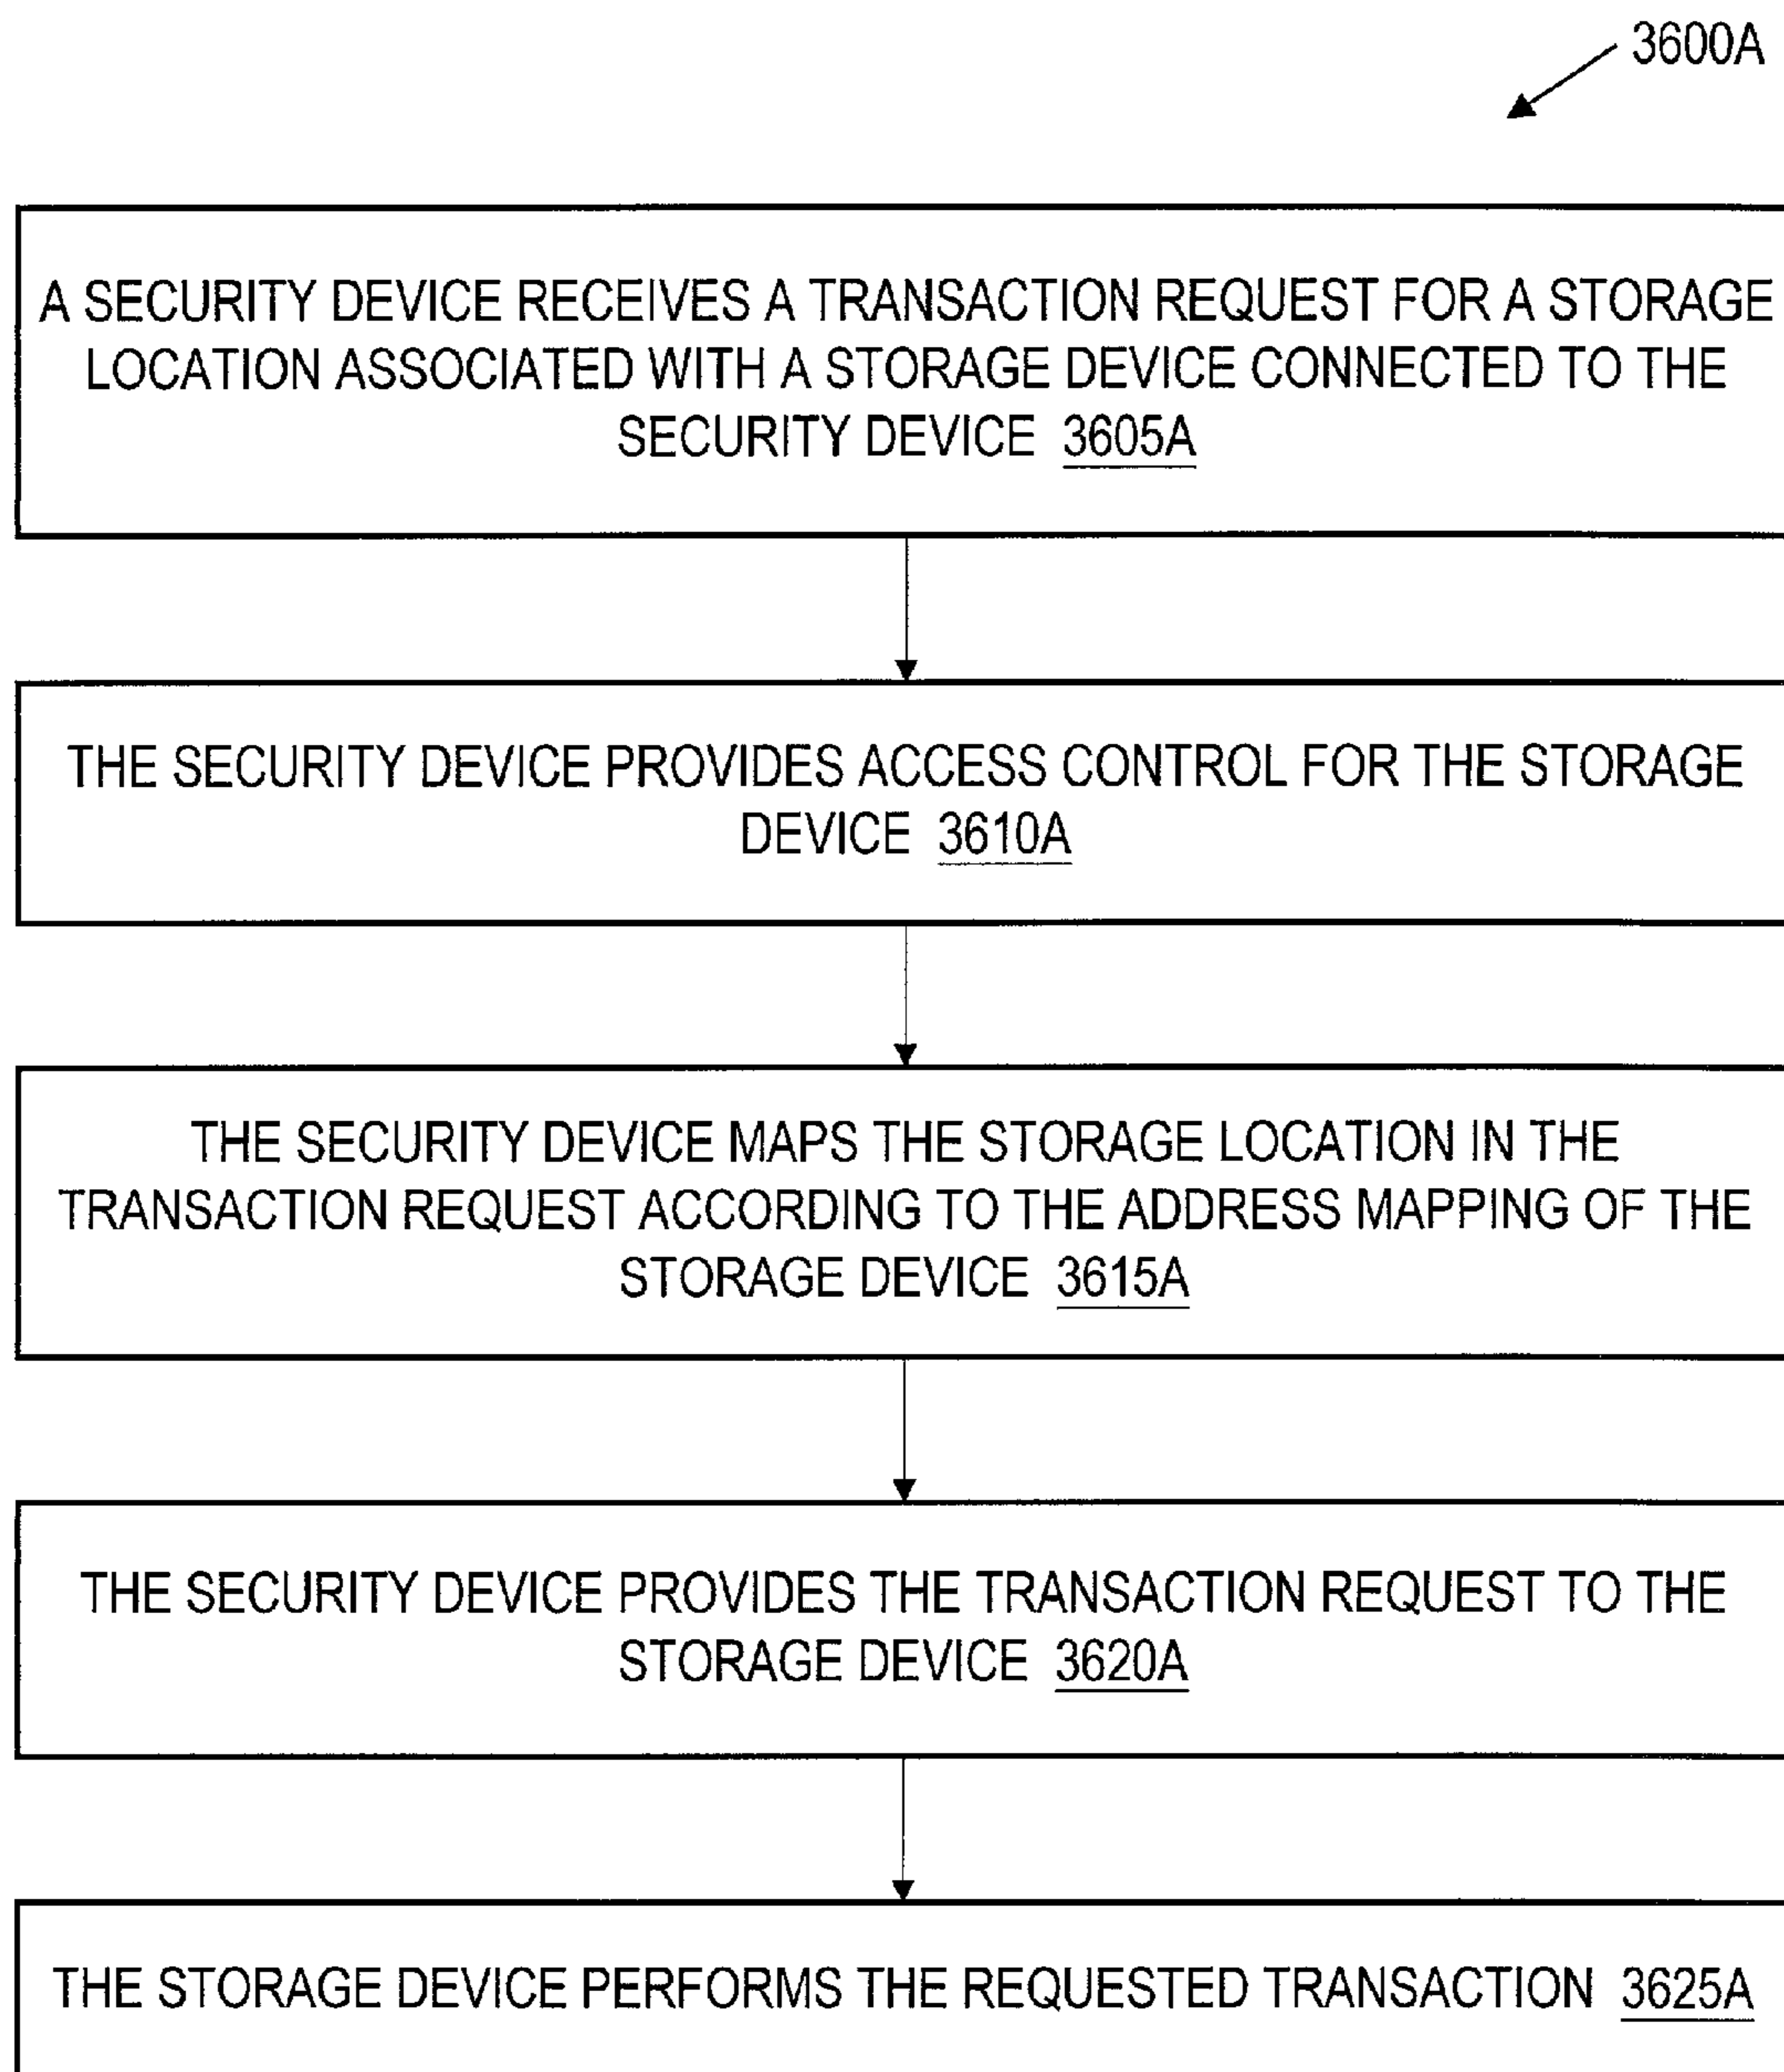 3600A
A SECURITY DEVICE RECEIVES A TRANSACTION REQUEST FOR A STORAGE
LOCATION ASSOCIATED WITH A STORAGE DEVICE CONNECTED TO THE
SECURITY DEVICE 3605A
THE SECURITY DEVICE PROVIDES ACCESS CONTROL FOR THE STORAGE
DEVICE 3610A
THE SECURITY DEVICE MAPS THE STORAGE LOCATION IN THE
TRANSACTION REQUEST ACCORDING TO THE ADDRESS MAPPING OF THE
STORAGE DEVICE 3615A
THE SECURITY DEVICE PROVIDES THE TRANSACTION REQUEST TO THE
STORAGE DEVICE 3620A
THE STORAGE DEVICE PERFORMS THE REQUESTED TRANSACTION 3625A